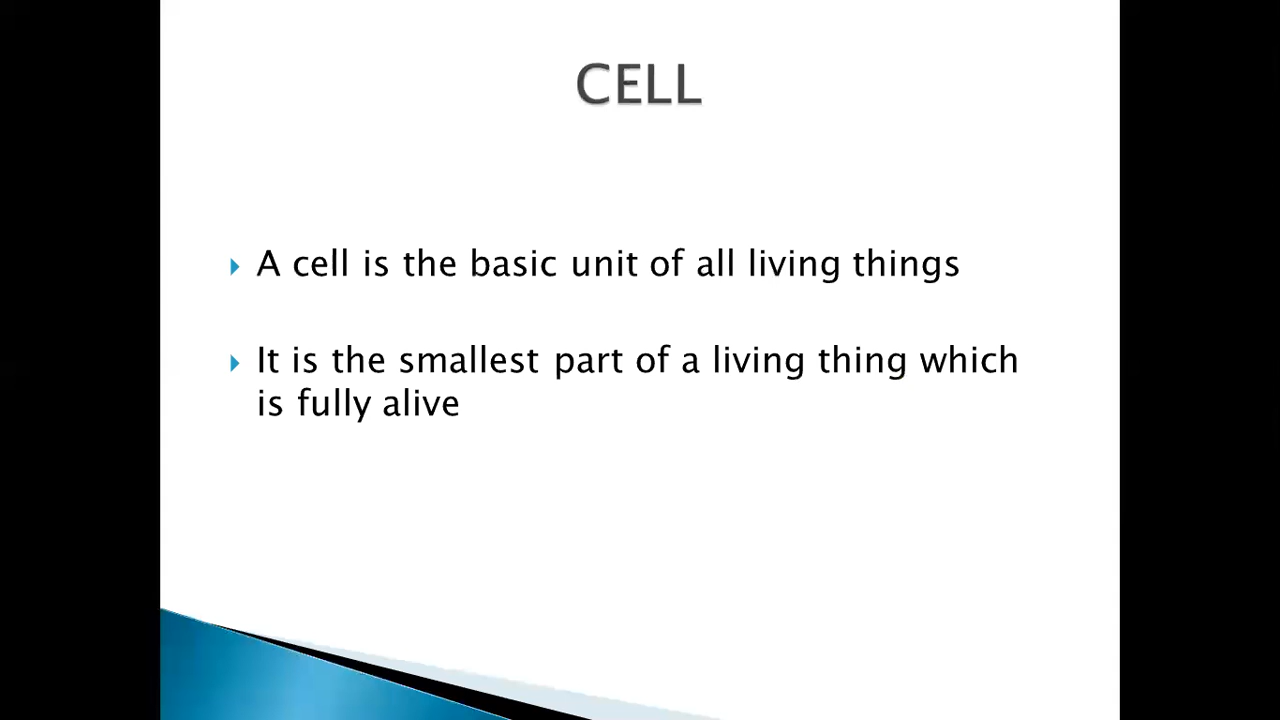 CELL
A cell is the basic unit of all living things
It is the smallest part of a living thing which
is fully alive